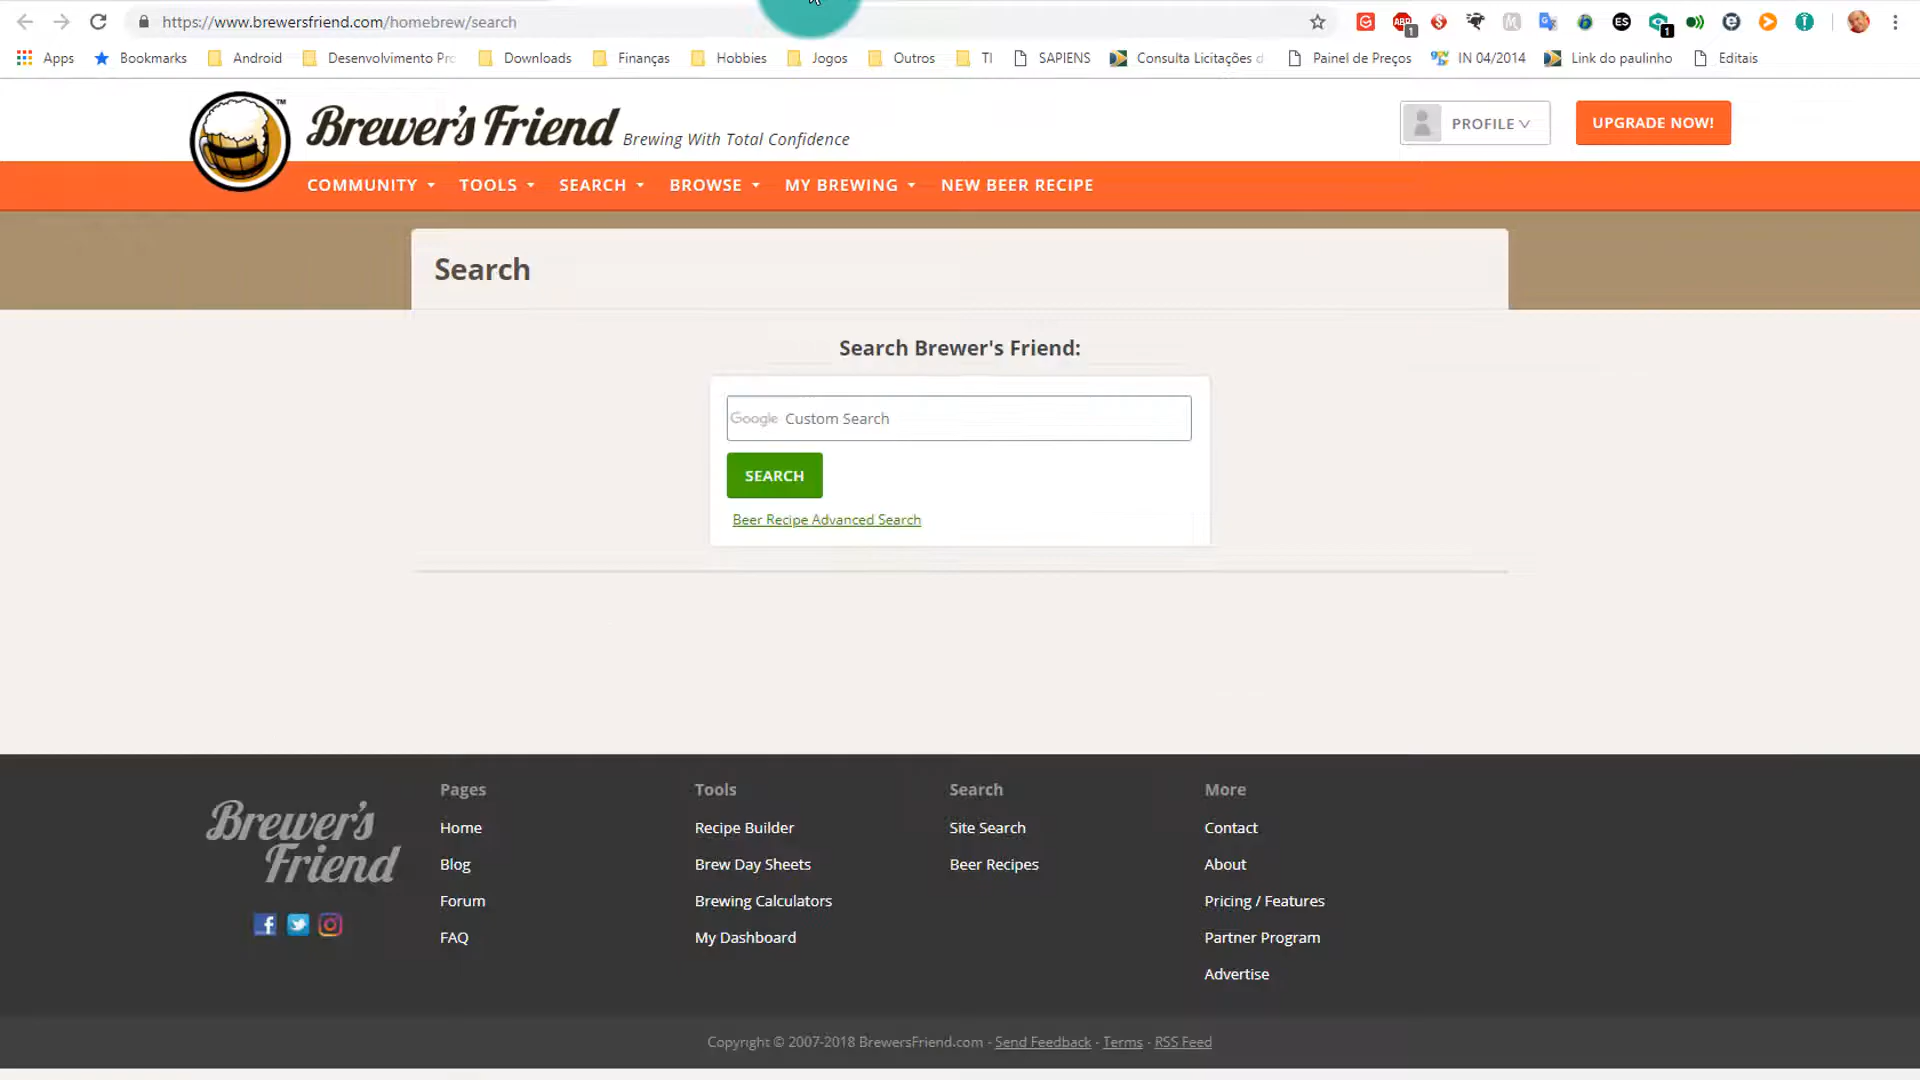 https://www.brewersfriend.com/homebrew/search
ABP 1 ES 1
Apps Bookmarks Android Desenvolvimento Pro Downloads Finanças Hobbies Jogos Outros TI SAPIENS Consulta Licitações d Painel de Preços IN 04/2014 Link do paulinho Editais
Brewer's Friend ™ Brewing With Total Confidence PROFILE UPGRADE NOW!
COMMUNITY TOOLS SEARCH BROWSE MY BREWING NEW BEER RECIPE
Search
Search Brewer's Friend:
Google Custom Search
SEARCH
Beer Recipe Advanced Search
Brewer's
Friend
Pages
Home
Blog
Forum
FAQ
Tools
Recipe Builder
Brew Day Sheets
Brewing Calculators
My Dashboard
Search
Site Search
Beer Recipes
More
Contact
About
Pricing / Features
Partner Program
Advertise
Copyright © 2007-2018 BrewersFriend.com - Send Feedback - Terms - RSS Feed